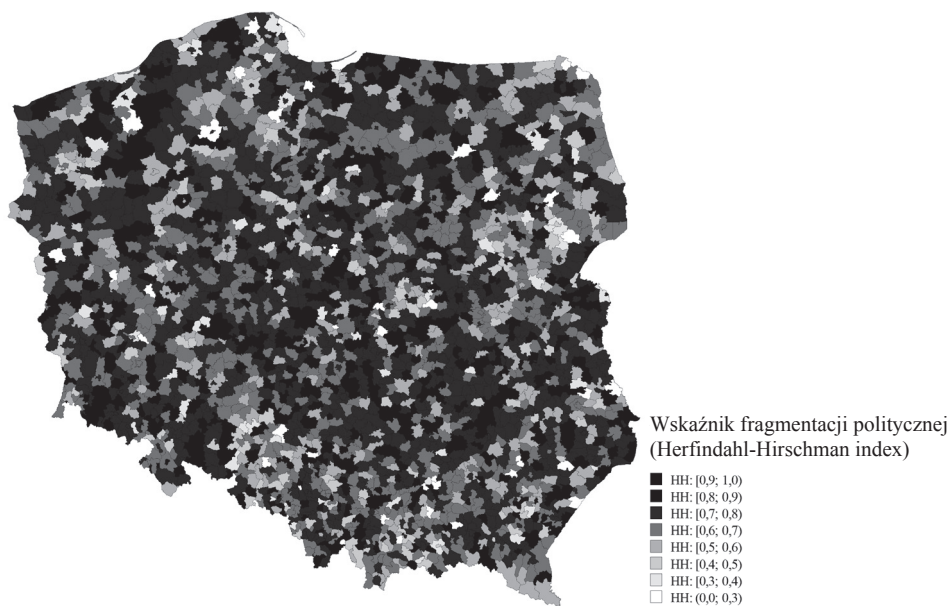 Wskaźnik fragmentacji politycznej
(Herfindahl-Hirschman index)
HH: [0,9; 1,0)
HH: [0,8; 0,9)
HH: [0,7; 0,8)
HH: [0,6; 0,7)
HH: [0,5; 0,6)
HH: [0,4; 0,5)
HH: [0,3; 0,4)
HH: (0,0; 0,3)